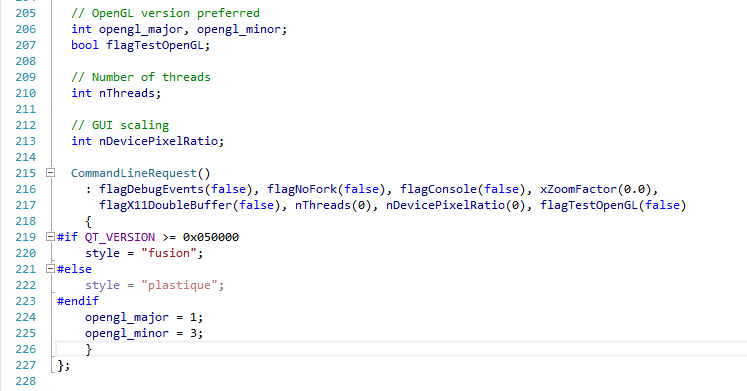 205 // OpenGL version preferred
206 int opengl_major, opengl_minor;
207 bool flagTestOpenGL;
208
209 // Number of threads
210 int nThreads;
211
212 // GUI scaling
213 int nDevicePixelRatio;
214
215 CommandLineRequest()
216 : flagDebugEvents(false), flagNoFork(false), flagConsole(false), xZoomFactor(0.0),
217 flagX11DoubleBuffer(false), nThreads(0), nDevicePixelRatio(0), flagTestOpenGL(false)
218 {
219 #if QT_VERSION >= 0x050000
220 style = "fusion";
221 #else
222 style = "plastique";
223 #endif
224 opengl_major = 1;
225 opengl_minor = 3;
226 }
227 };
228